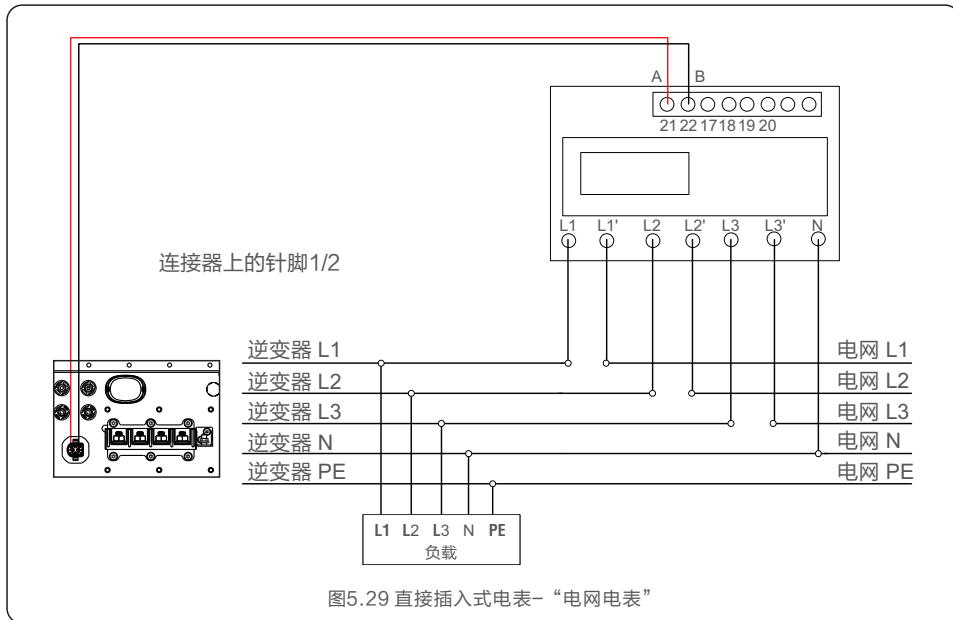 A B
21 22 17 18 19 20
L1 L1' L2 L2' L3 L3' N
连接器上的针脚1/2
逆变器 L1 电网 L1
逆变器 L2 电网 L2
逆变器 L3 电网 L3
逆变器 N 电网 N
逆变器 PE 电网 PE
L1 L2 L3 N PE
负载
图5.29 直接插入式电表–“电网电表”